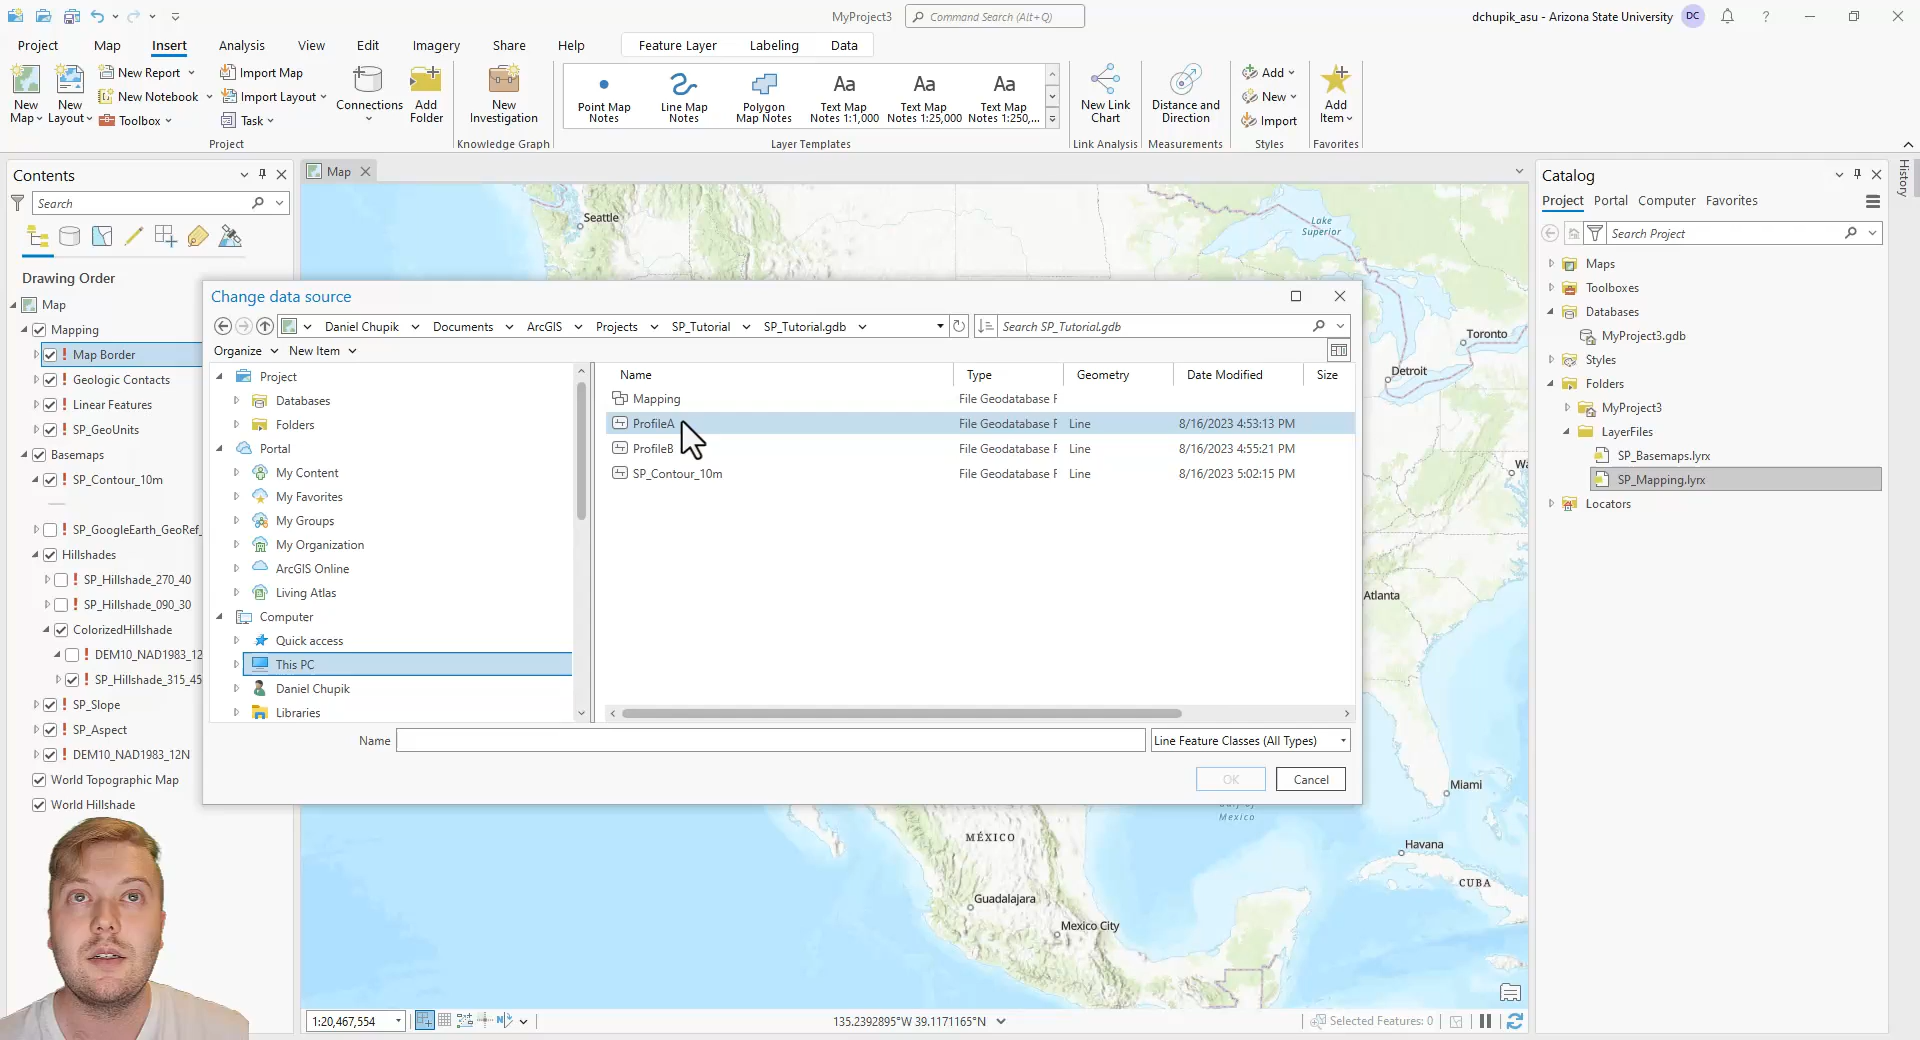 MyProject3
Command Search (Alt+Q)
dchupik_asu - Arizona State University
DC
?
Project
Map
Insert
Analysis
View
Edit
Imagery
Share
Help
Feature Layer
Labeling
Data
New Map
New Layout
New Report
New Notebook
Toolbox
Import Map
Import Layout
Task
Connections
Add Folder
New Investigation
Point Map Notes
Line Map Notes
Polygon Map Notes
Aa
Text Map Notes 1:1,000
Aa
Text Map Notes 1:25,000
Aa
Text Map Notes 1:250,...
New Link Chart
Distance and Direction
Add
New
Import
Add Item
Project
Knowledge Graph
Layer Templates
Link Analysis
Measurements
Styles
Favorites
Contents
Search
Drawing Order
Map
Mapping
Map Border
Geologic Contacts
Linear Features
SP_GeoUnits
Basemaps
SP_Contour_10m
SP_GoogleEarth_GeoRef_
Hillshades
SP_Hillshade_270_40
SP_Hillshade_090_30
ColorizedHillshade
DEM10_NAD1983_12
SP_Hillshade_315_45
SP_Slope
SP_Aspect
DEM10_NAD1983_12N
World Topographic Map
World Hillshade
Map
Seattle
Lake Superior
Toronto
Detroit
Atlanta
Miami
Havana
CUBA
MÉXICO
Guadalajara
Mexico City
Mexico
Change data source
Daniel Chupik
Documents
ArcGIS
Projects
SP_Tutorial
SP_Tutorial.gdb
Search SP_Tutorial.gdb
Organize
New Item
Project
Databases
Folders
Portal
My Content
My Favorites
My Groups
My Organization
ArcGIS Online
Living Atlas
Computer
Quick access
This PC
Daniel Chupik
Libraries
Name Type Geometry Date Modified Size
Mapping File Geodatabase F
ProfileA File Geodatabase F Line 8/16/2023 4:53:13 PM
ProfileB File Geodatabase F Line 8/16/2023 4:55:21 PM
SP_Contour_10m File Geodatabase F Line 8/16/2023 5:02:15 PM
Name
Line Feature Classes (All Types)
OK
Cancel
1:20,467,554
135.2392895°W 39.1171165°N
Selected Features: 0
Catalog
Project
Portal
Computer
Favorites
Search Project
Maps
Toolboxes
Databases
MyProject3.gdb
Styles
Folders
MyProject3
LayerFiles
SP_Basemaps.lyrx
SP_Mapping.lyrx
Locators
History